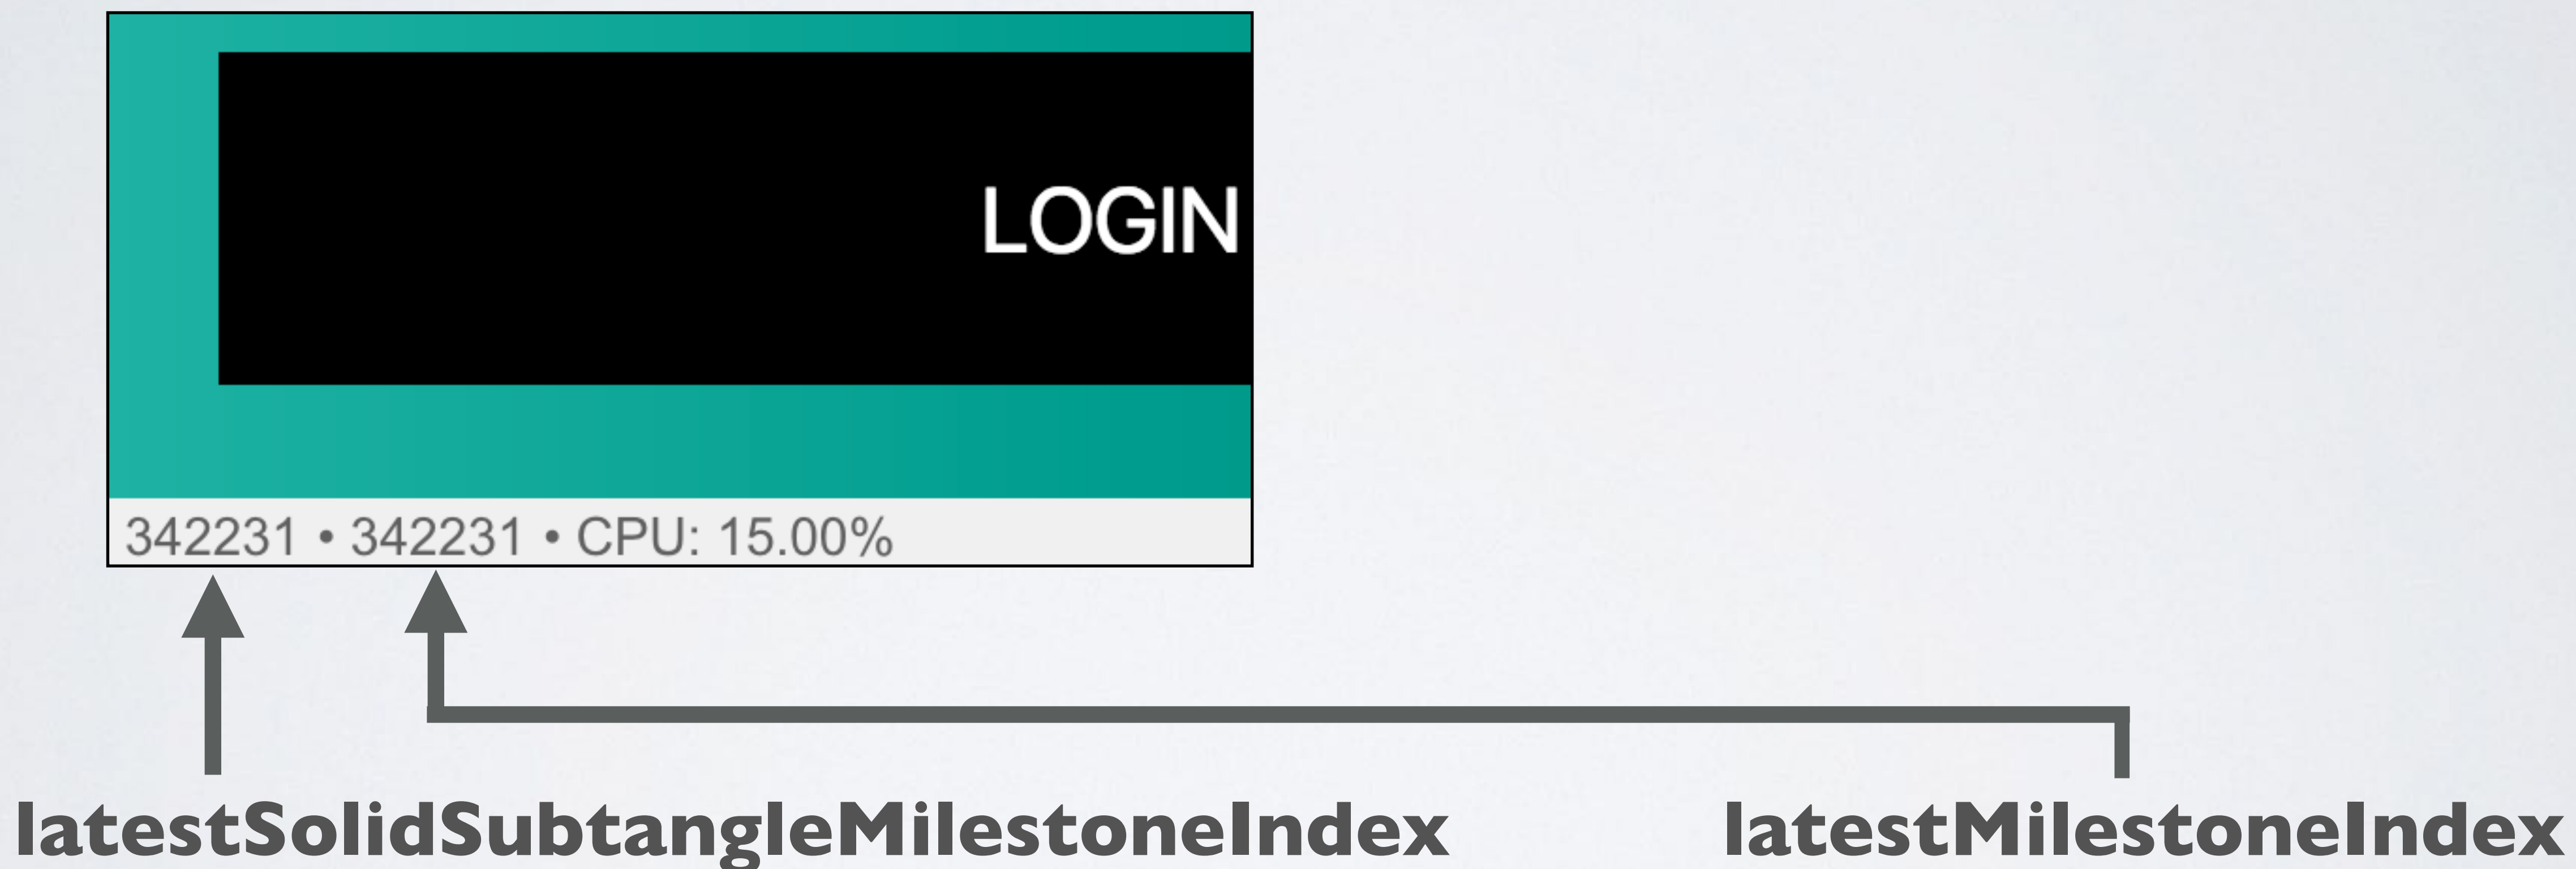 LOGIN
342231 • 342231 • CPU: 15.00%
latestSolidSubtangleMilestoneIndex
latestMilestoneIndex